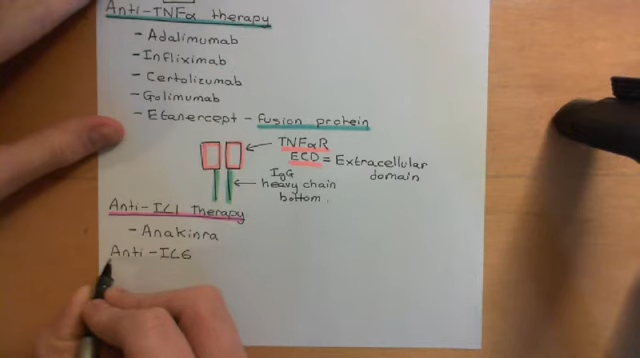 Anti-TNFα therapy
- Adalimumab
- Infliximab
- Certolizumab
- Golimumab
- Etanercept - fusion protein
TNFαR
ECD = Extracellular domain
IgG
heavy chain
bottom.
Anti-IL1 Therapy
- Anakinra
Anti-IL6